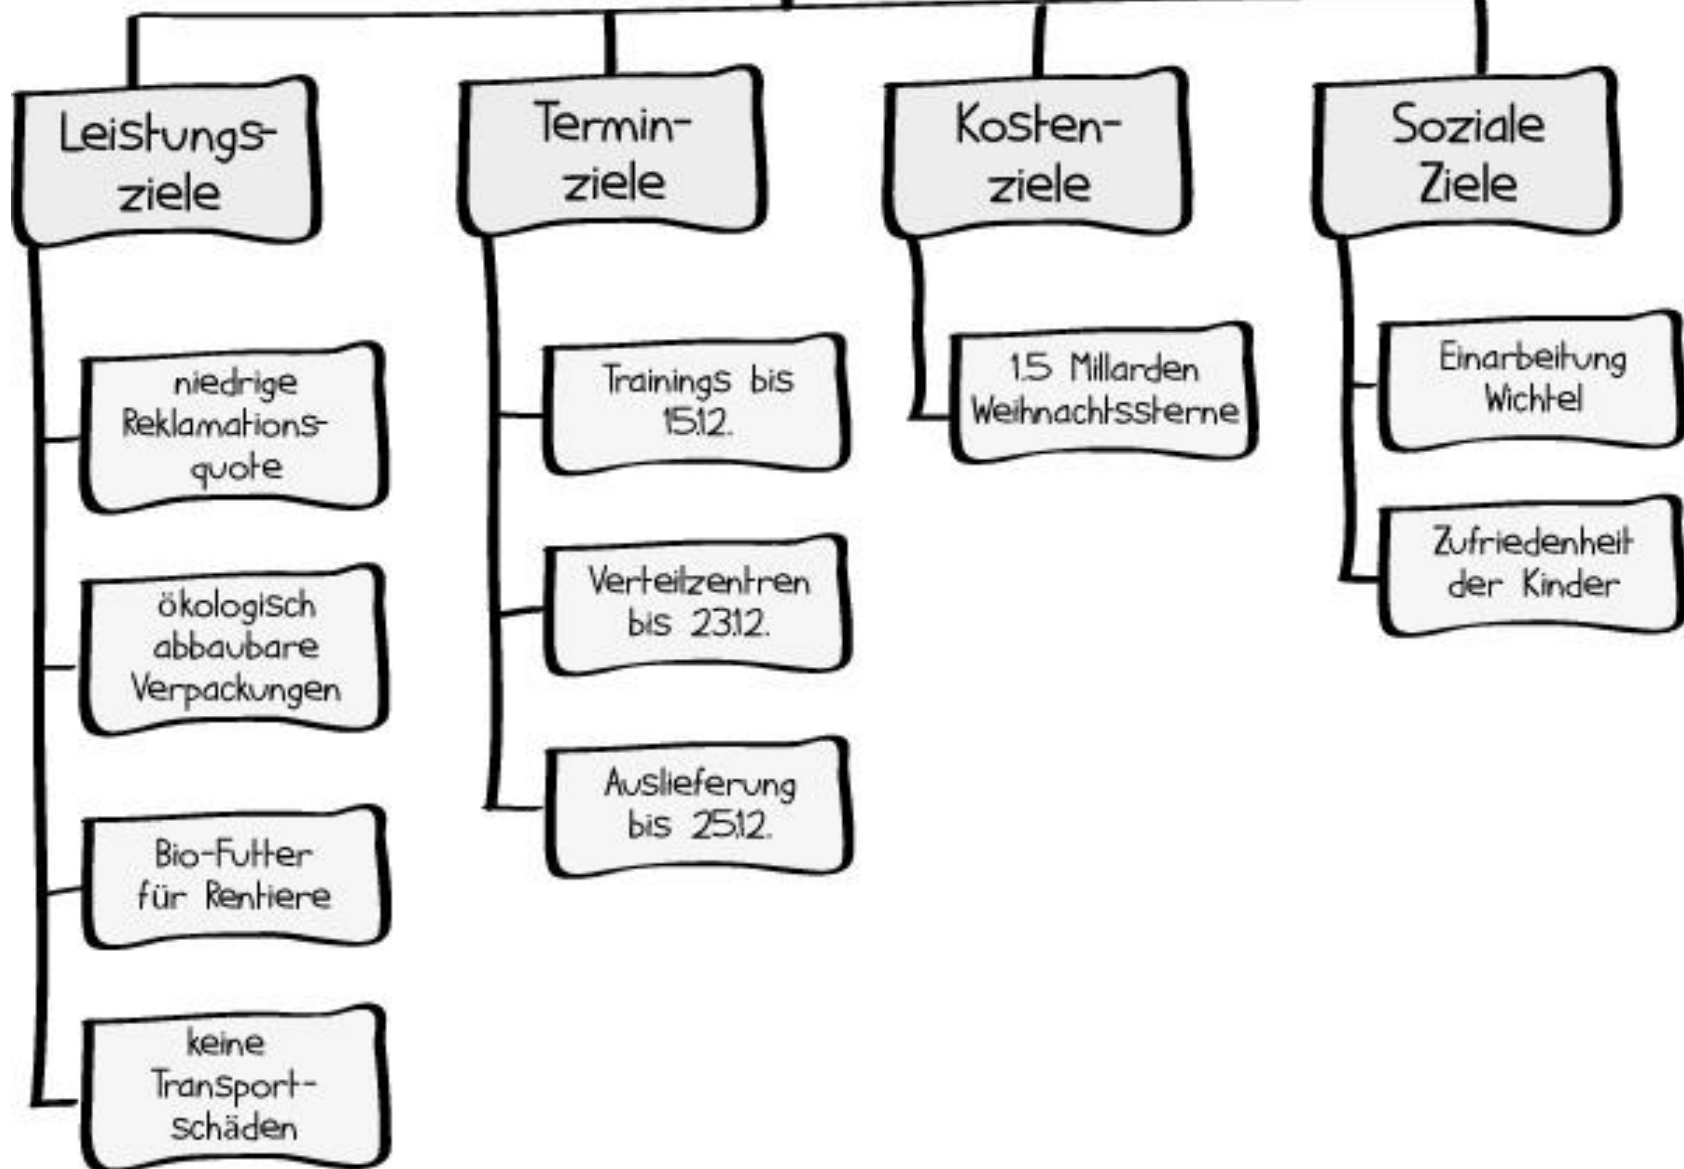 Leistungs-
ziele
niedrige
Reklamations-
quote
ökologisch
abbaubare
Verpackungen
Bio-Futter
für Rentiere
keine
Transport-
schäden
Termin-
ziele
Trainings bis
15.12.
Verteilzentren
bis 23.12.
Auslieferung
bis 25.12.
Kosten-
ziele
1.5 Millarden
Weihnachtssterne
Soziale
Ziele
Einarbeitung
Wichtel
Zufriedenheit
der Kinder